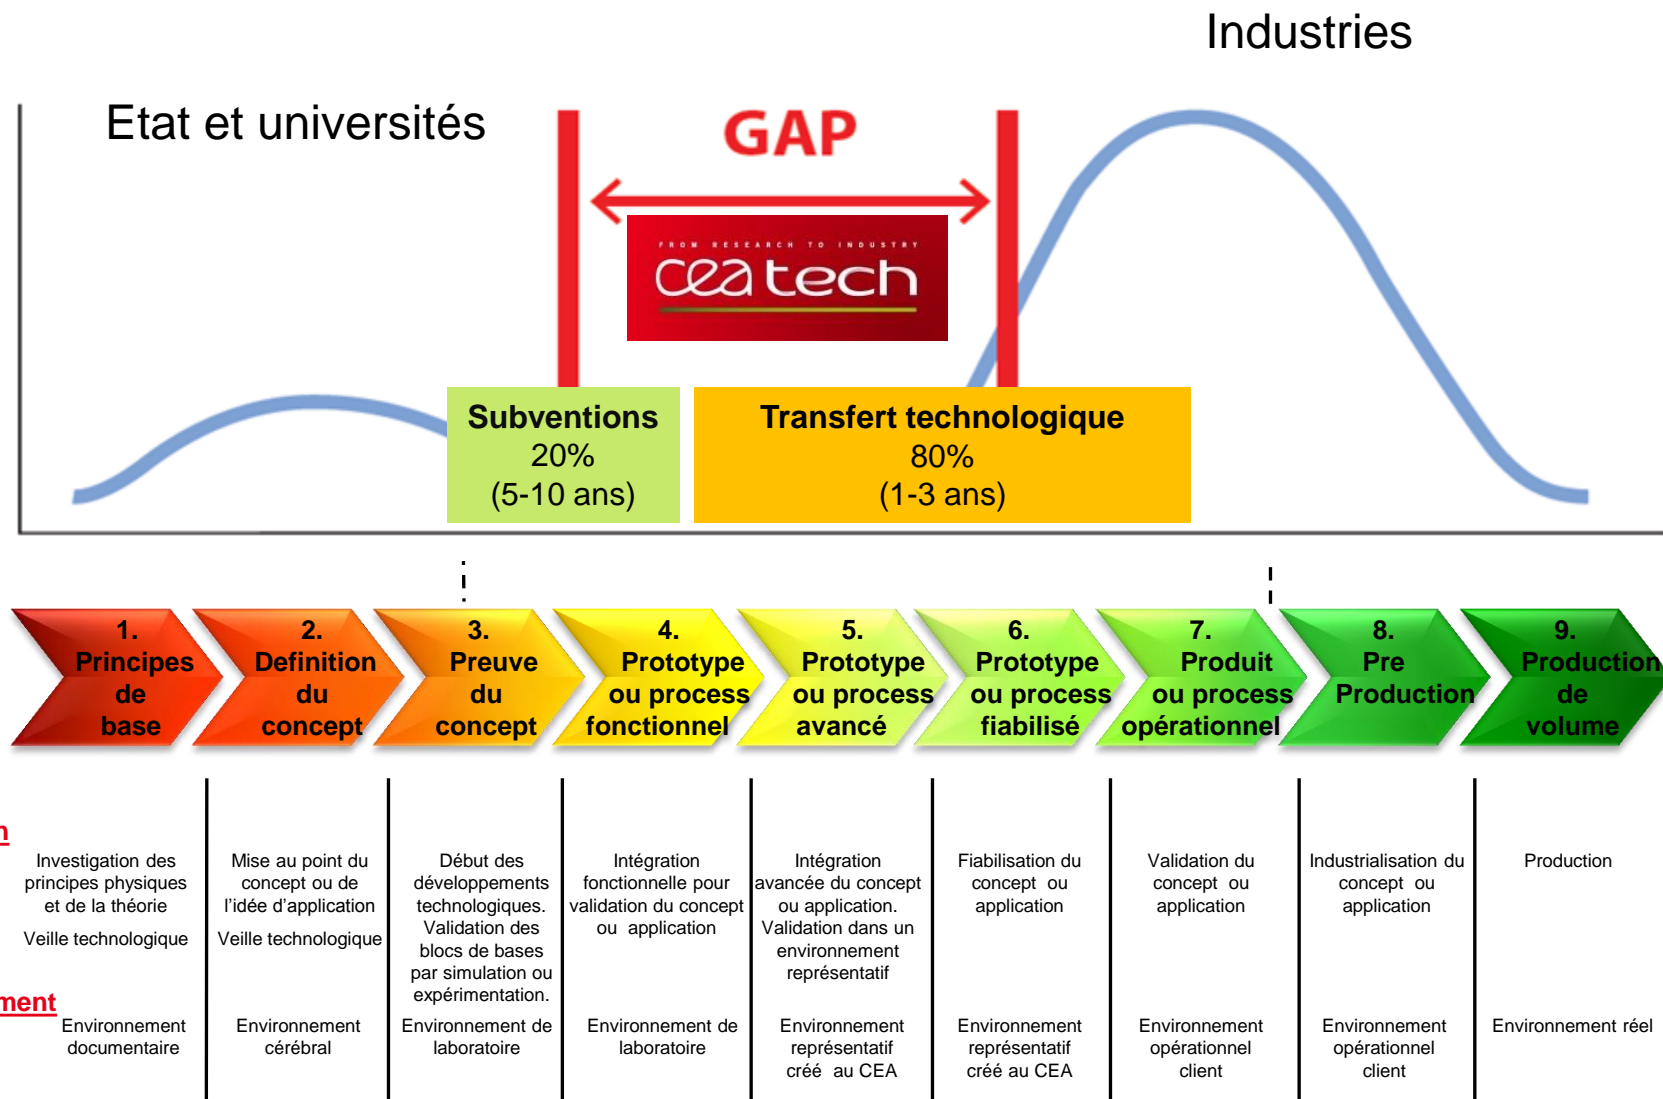 Industries
Etat et universités
GAP
FROM RESEARCH TO INDUSTRY
cea tech
Subventions
20%
(5-10 ans)
Transfert technologique
80%
(1-3 ans)
1.
Principes
de
base
2.
Definition
du
concept
3.
Preuve
du
concept
4.
Prototype
ou process
fonctionnel
5.
Prototype
ou process
avancé
6.
Prototype
ou process
fiabilisé
7.
Produit
ou process
opérationnel
8.
Pre
Production
9.
Production
de
volume
n
Investigation des
principes physiques
et de la théorie
Veille technologique
Mise au point du
concept ou de
l'idée d'application
Veille technologique
Début des
développements
technologiques.
Validation des
blocs de bases
par simulation ou
expérimentation.
Intégration
fonctionnelle pour
validation du concept
ou application
Intégration
avancée du concept
ou application.
Validation dans un
environnement
représentatif
Fiabilisation du
concept ou
application
Validation du
concept ou
application
Industrialisation du
concept ou
application
Production
ment
Environnement
documentaire
Environnement
cérébral
Environnement de
laboratoire
Environnement de
laboratoire
Environnement
représentatif
créé au CEA
Environnement
représentatif
créé au CEA
Environnement
opérationnel
client
Environnement
opérationnel
client
Environnement réel